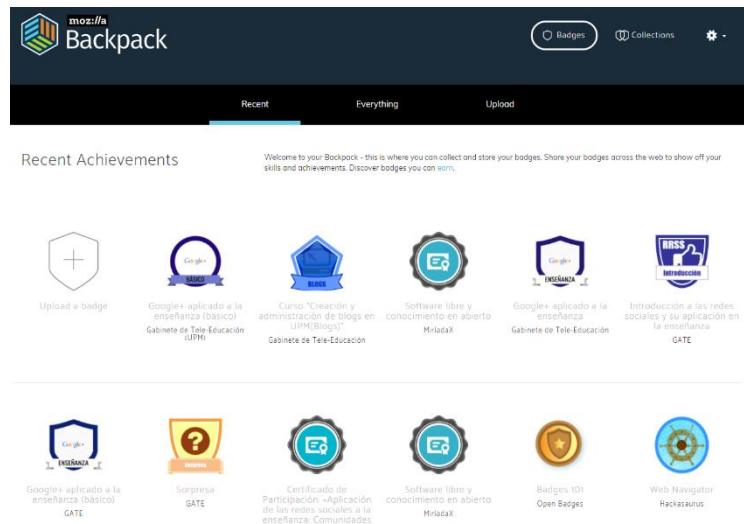 moz://a
Backpack
Badges
Collections
Recent
Everything
Upload
Recent Achievements
Welcome to your Backpack - this is where you can collect and store your badges. Share your badges across the web to show off your
skills and achievements. Discover badges you can earn.
Upload a badge
Google+
BÁSICO
Google+ aplicado a la
enseñanza (básico)
Gabinete de Tele-Educación
(UPM)
BLOGS
Curso "Creación y
administración de blogs en
UPM(Blogs)"
Gabinete de Tele-Educación
Software libre y
conocimiento en abierto
MiriadaX
Google+
ENSEÑANZA
Google+ aplicado a la
enseñanza
Gabinete de Tele-Educación
RRSS
Introducción
Introducción a las redes
sociales y su aplicación en
la enseñanza
GATE
Google+
ENSEÑANZA
Google+ aplicado a la
enseñanza (básico)
GATE
?
Sorpresa
Sorpresa
GATE
Certificado de
Participación «Aplicación
de las redes sociales a la
enseñanza: Comunidades
Software libre y
conocimiento en abierto
MiriadaX
Badges 101
Open Badges
Web Navigator
Hackasaurus